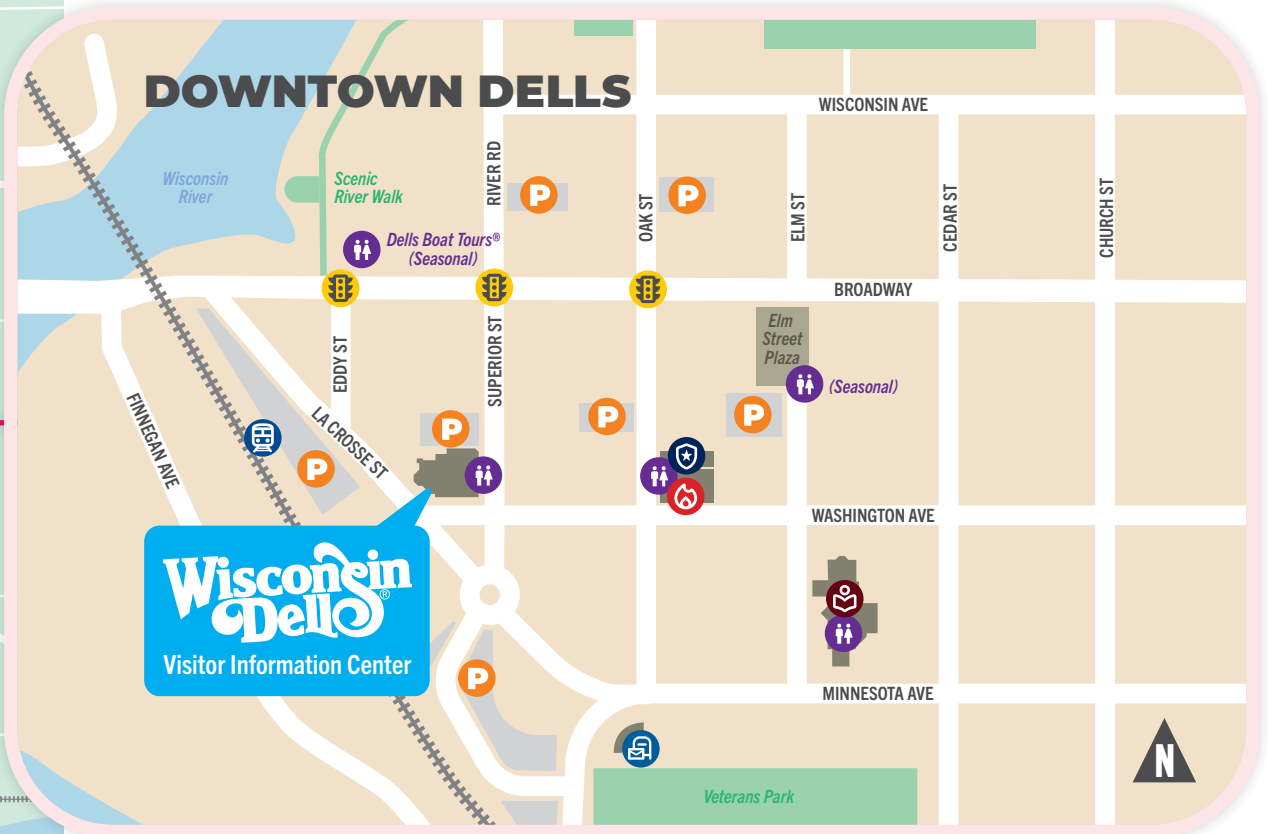 DOWNTOWN DELLS
WISCONSIN AVE
Wisconsin
River
Scenic
River Walk
RIVER RD
P
P
OAK ST
ELM ST
CEDAR ST
CHURCH ST
Dells Boat Tours®
(Seasonal)
BROADWAY
Elm
Street
Plaza
(Seasonal)
EDDY ST
SUPERIOR ST
FINNEGAN AVE
LA CROSSE ST
P
P
P
P
WASHINGTON AVE
Wisconsin
Dells®
Visitor Information Center
P
MINNESOTA AVE
Veterans Park
N